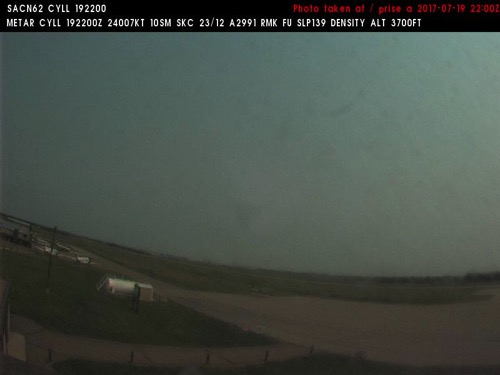 SACN62 CYLL 192200
Photo taken at / prise a 2017-07-19 22:00Z
METAR CYLL 192200Z 24007KT 10SM SKC 23/12 A2991 RMK FU SLP139 DENSITY ALT 3700FT